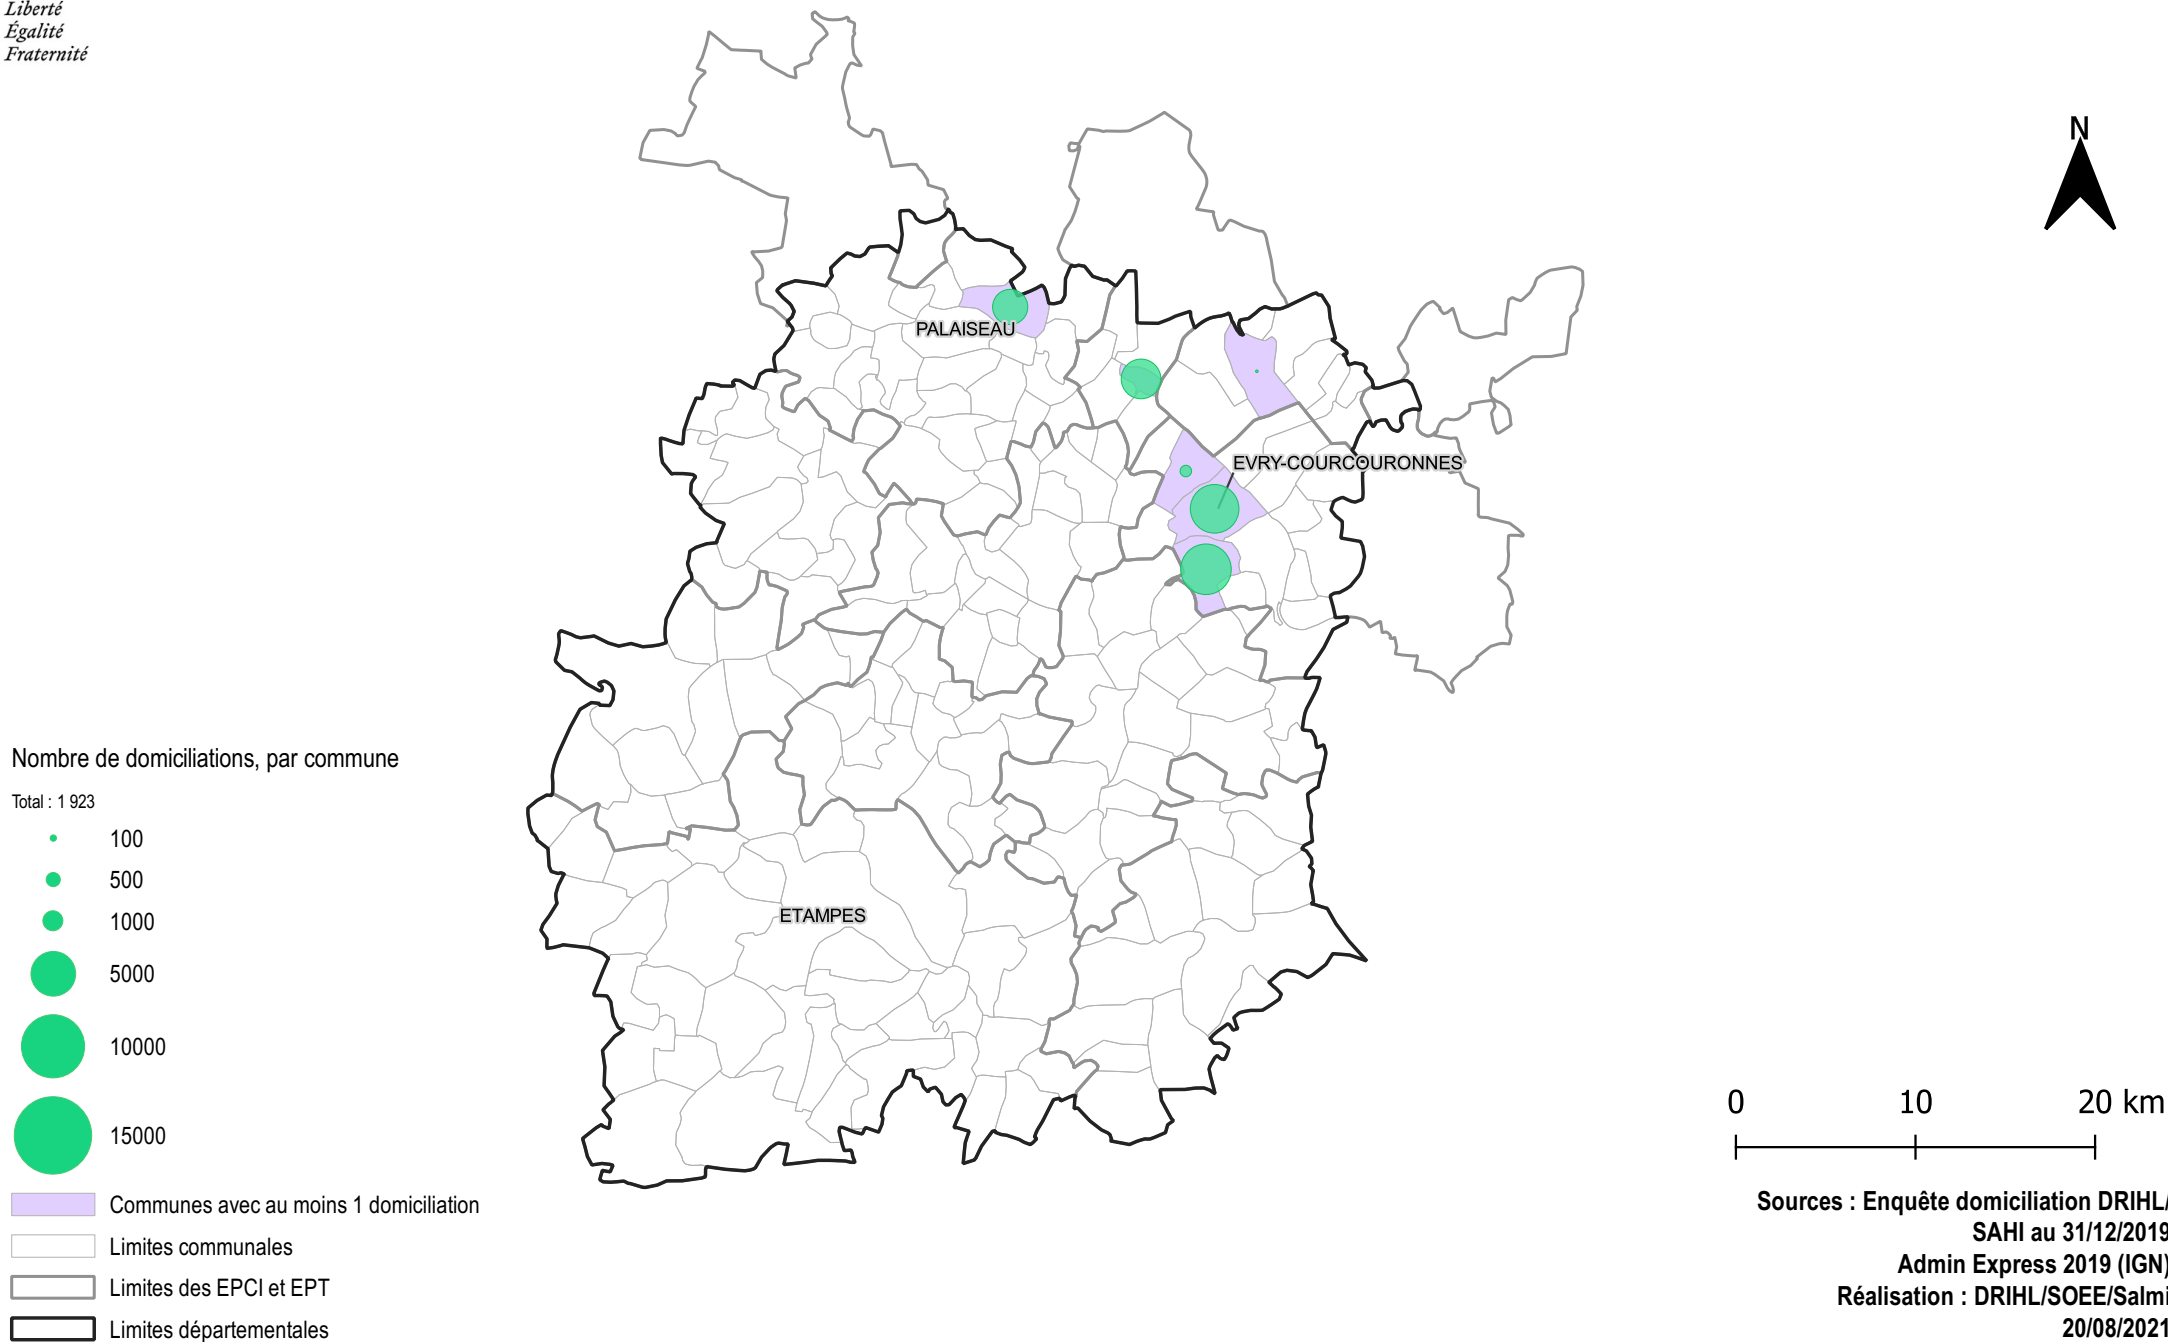 Liberté
Égalité
Fraternité
N
PALAISEAU
EVRY-COURCOURONNES
ETAMPES
Nombre de domiciliations, par commune
Total : 1 923
100
500
1000
5000
10000
15000
Communes avec au moins 1 domiciliation
Limites communales
Limites des EPCI et EPT
Limites départementales
0 10 20 km
Sources : Enquête domiciliation DRIHL/
SAHI au 31/12/2019
Admin Express 2019 (IGN)
Réalisation : DRIHL/SOEE/Salmi
20/08/2021